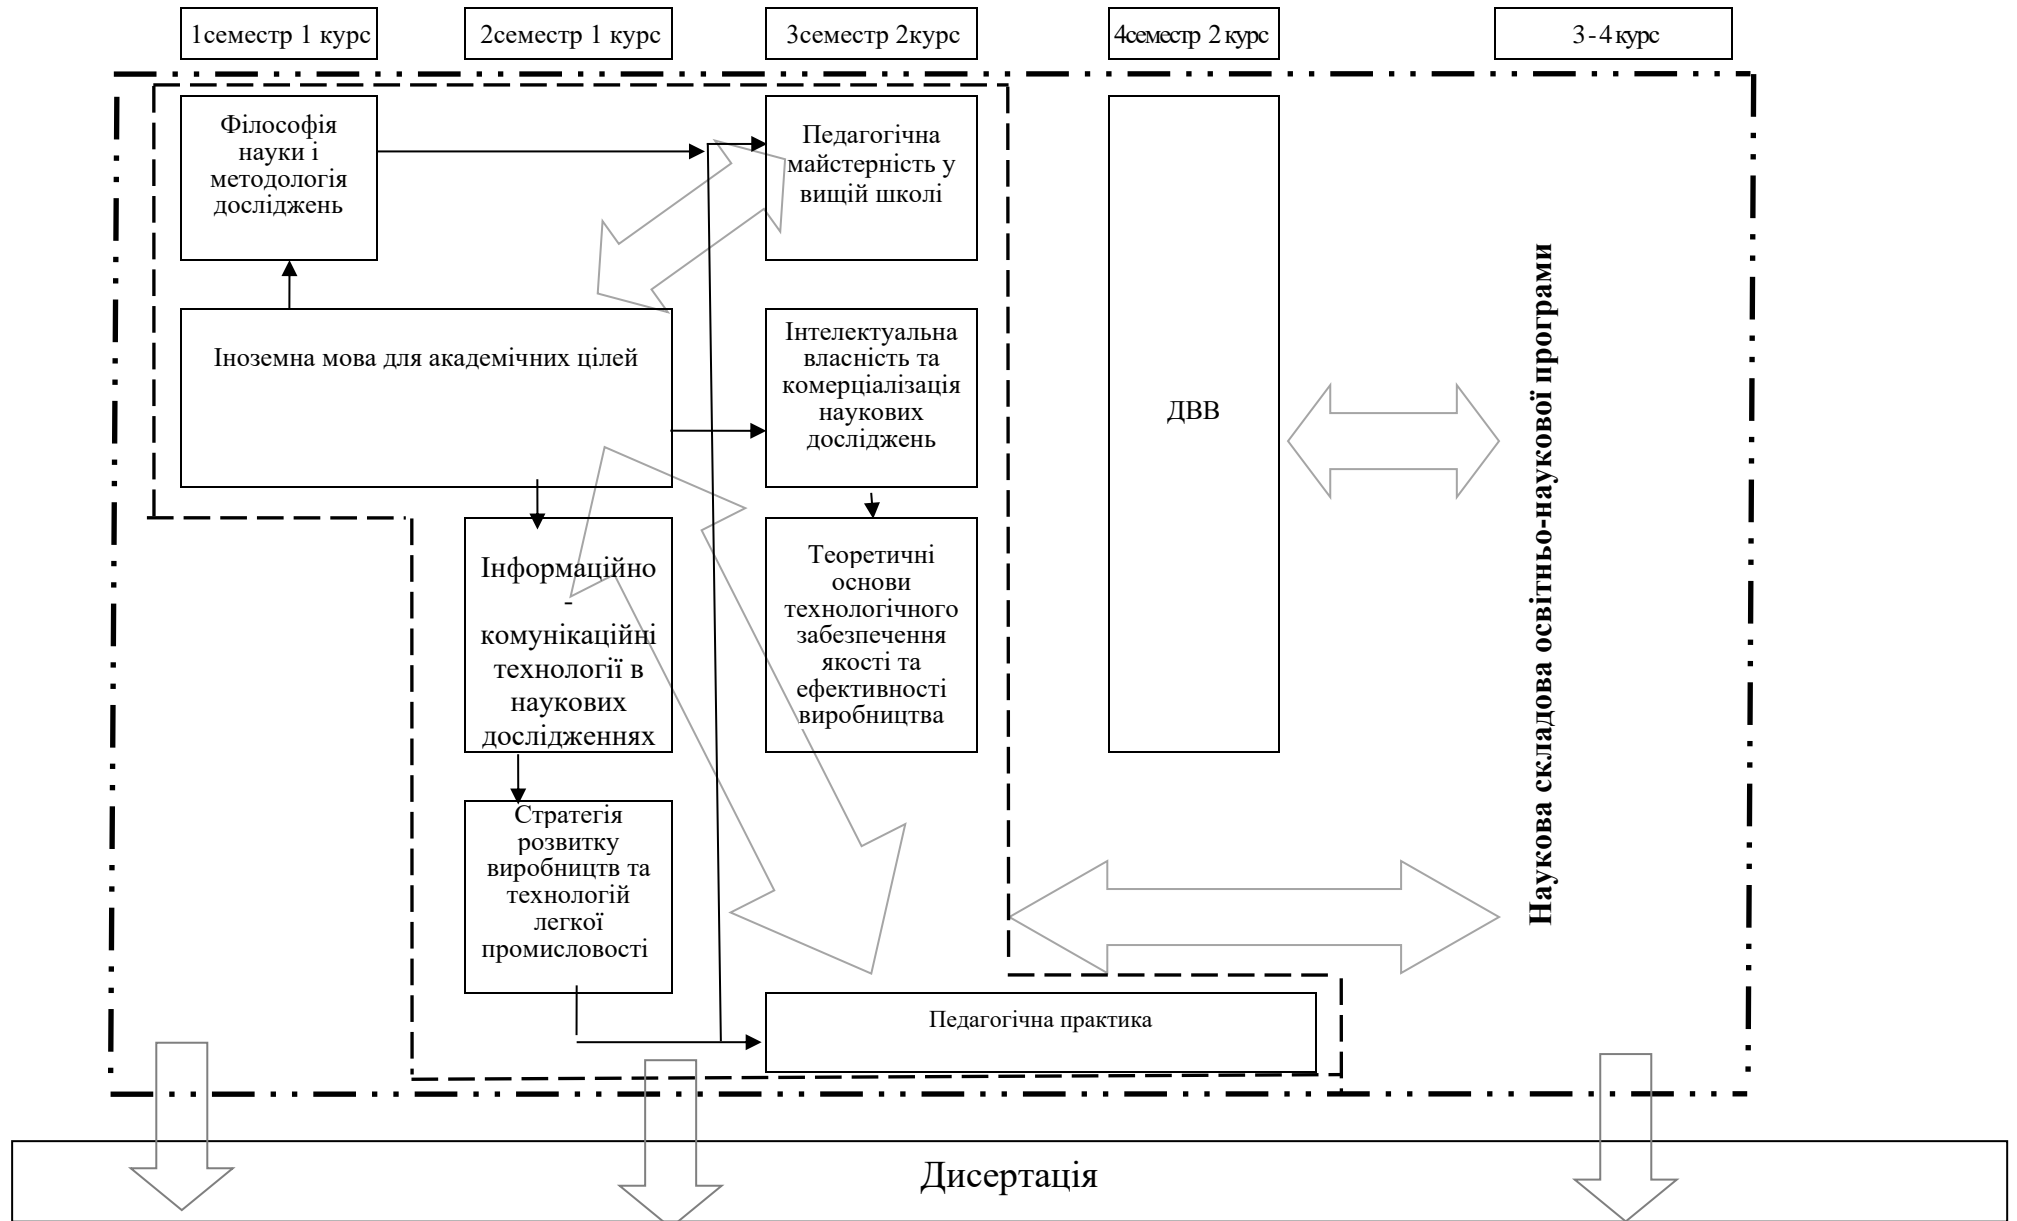 1семестр 1 курс
2семестр 1 курс
3семестр 2курс
4семестр 2 курс
3-4 курс
Філософія
науки і
методологія
досліджень
Педагогічна
майстерність у
вищій школі
Іноземна мова для академічних цілей
Інтелектуальна
власність та
комерціалізація
наукових
досліджень
ДВВ
Наукова складова освітньо-наукової програми
Інформаційно
-
комунікаційні
технології в
наукових
дослідженнях
Теоретичні
основи
технологічного
забезпечення
якості та
ефективності
виробництва
Стратегія
розвитку
виробництв та
технологій
легкої
промисловості
Педагогічна практика
Дисертація